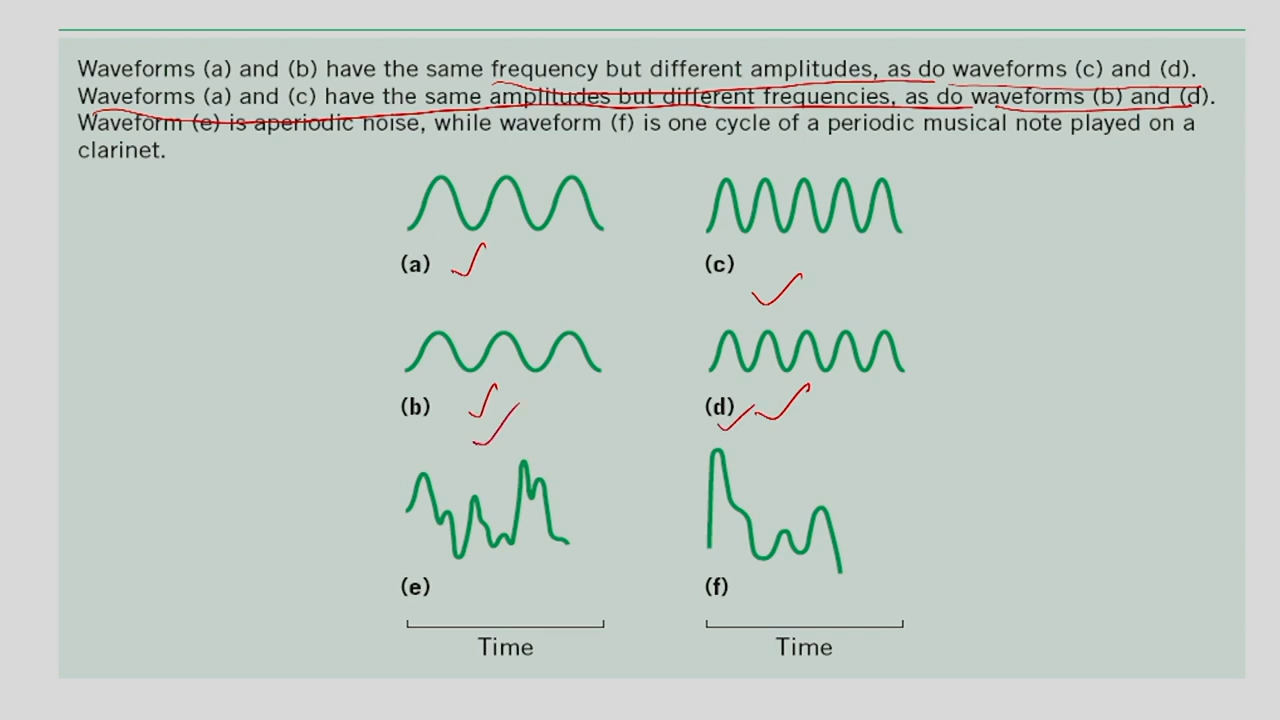 Waveforms (a) and (b) have the same frequency but different amplitudes, as do waveforms (c) and (d).
Waveforms (a) and (c) have the same amplitudes but different frequencies, as do waveforms (b) and (d).
Waveform (e) is aperiodic noise, while waveform (f) is one cycle of a periodic musical note played on a
clarinet.
(a)
(c)
(b)
(d)
(e)
(f)
Time
Time